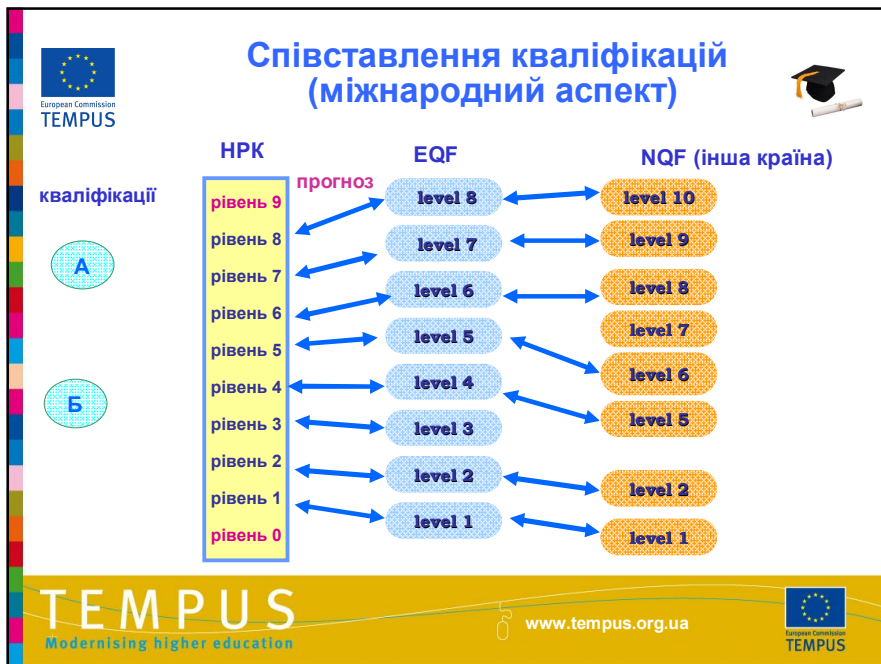 Співставлення кваліфікацій
(міжнародний аспект)
European Commission
TEMPUS
НРК
EQF
NQF (інша країна)
кваліфікації
прогноз
А
Б
рівень 9
рівень 8
рівень 7
рівень 6
рівень 5
рівень 4
рівень 3
рівень 2
рівень 1
рівень 0
level 8
level 7
level 6
level 5
level 4
level 3
level 2
level 1
level 10
level 9
level 8
level 7
level 6
level 5
level 2
level 1
TEMPUS
Modernising higher education
www.tempus.org.ua
European Commission
TEMPUS